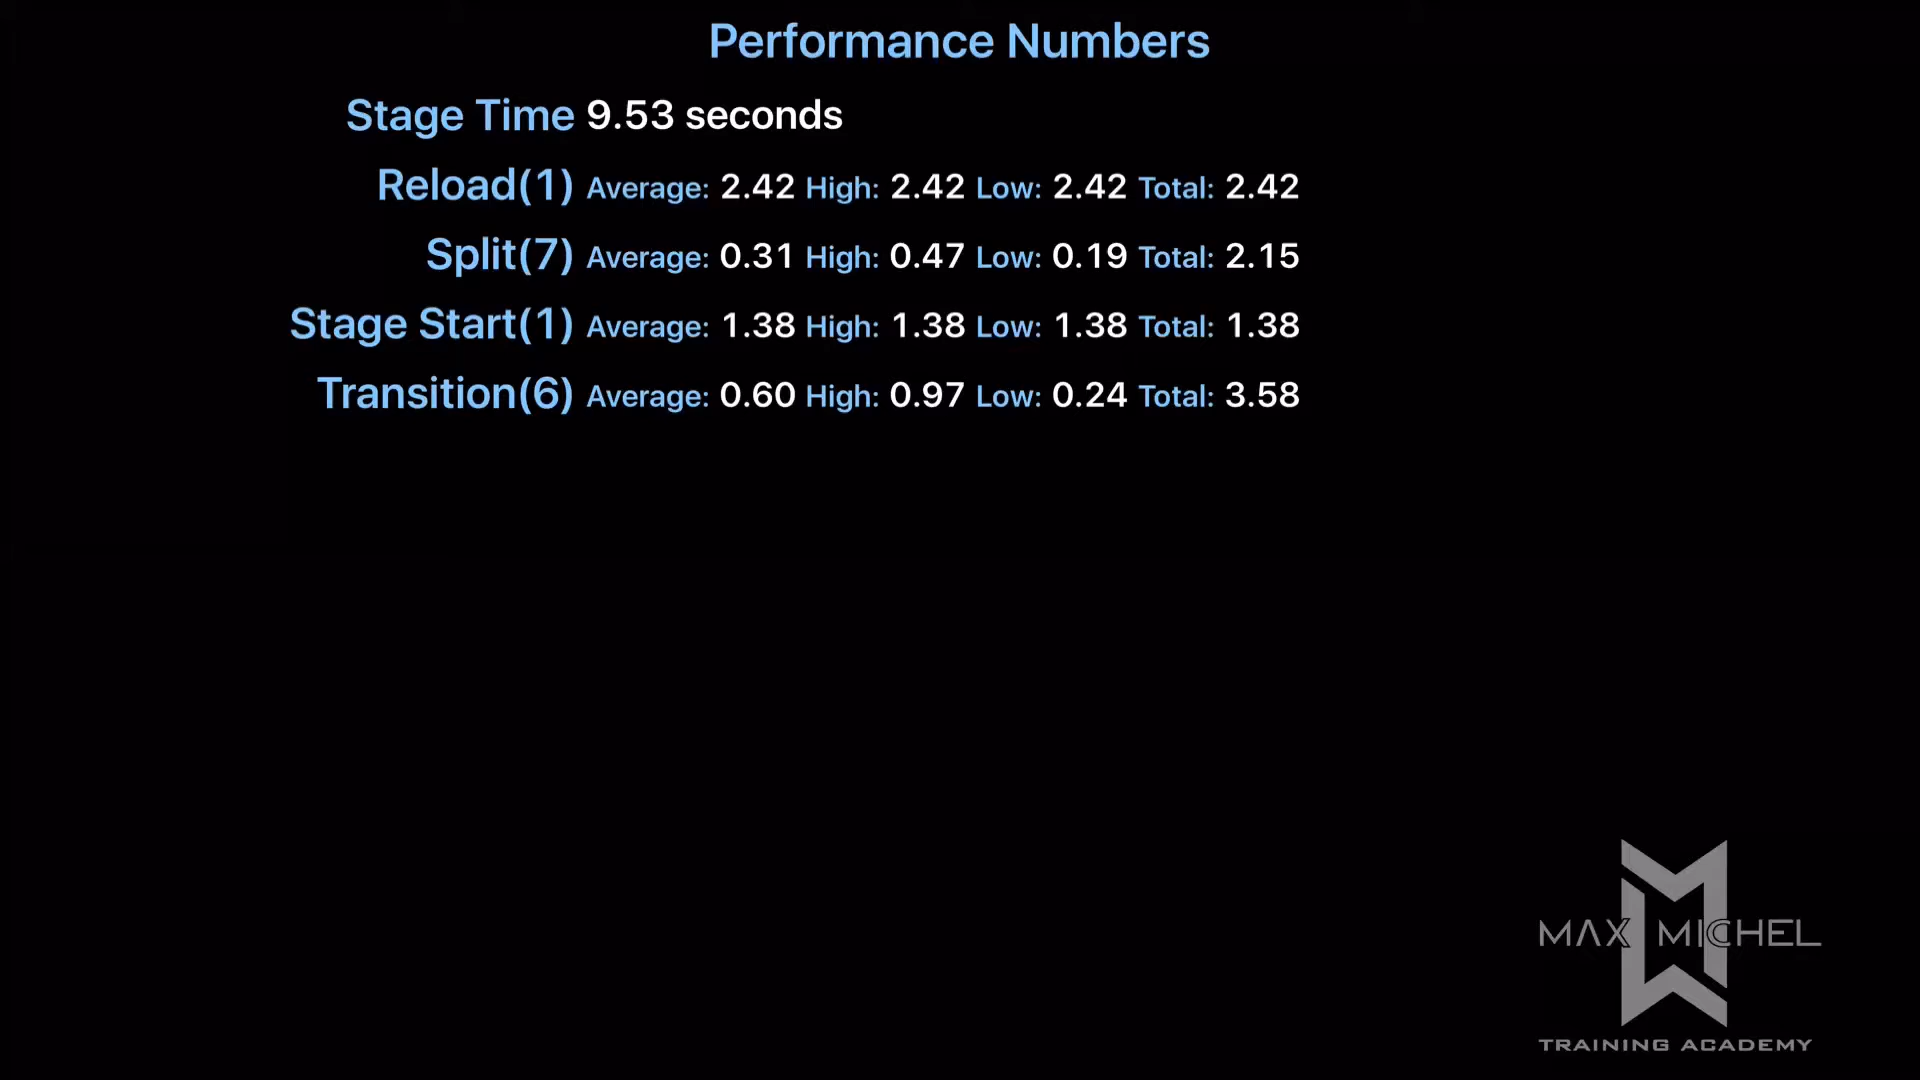 Performance Numbers
Stage Time 9.53 seconds
Reload(1) Average: 2.42 High: 2.42 Low: 2.42 Total: 2.42
Split(7) Average: 0.31 High: 0.47 Low: 0.19 Total: 2.15
Stage Start(1) Average: 1.38 High: 1.38 Low: 1.38 Total: 1.38
Transition(6) Average: 0.60 High: 0.97 Low: 0.24 Total: 3.58
MAX MICHEL
TRAINING ACADEMY